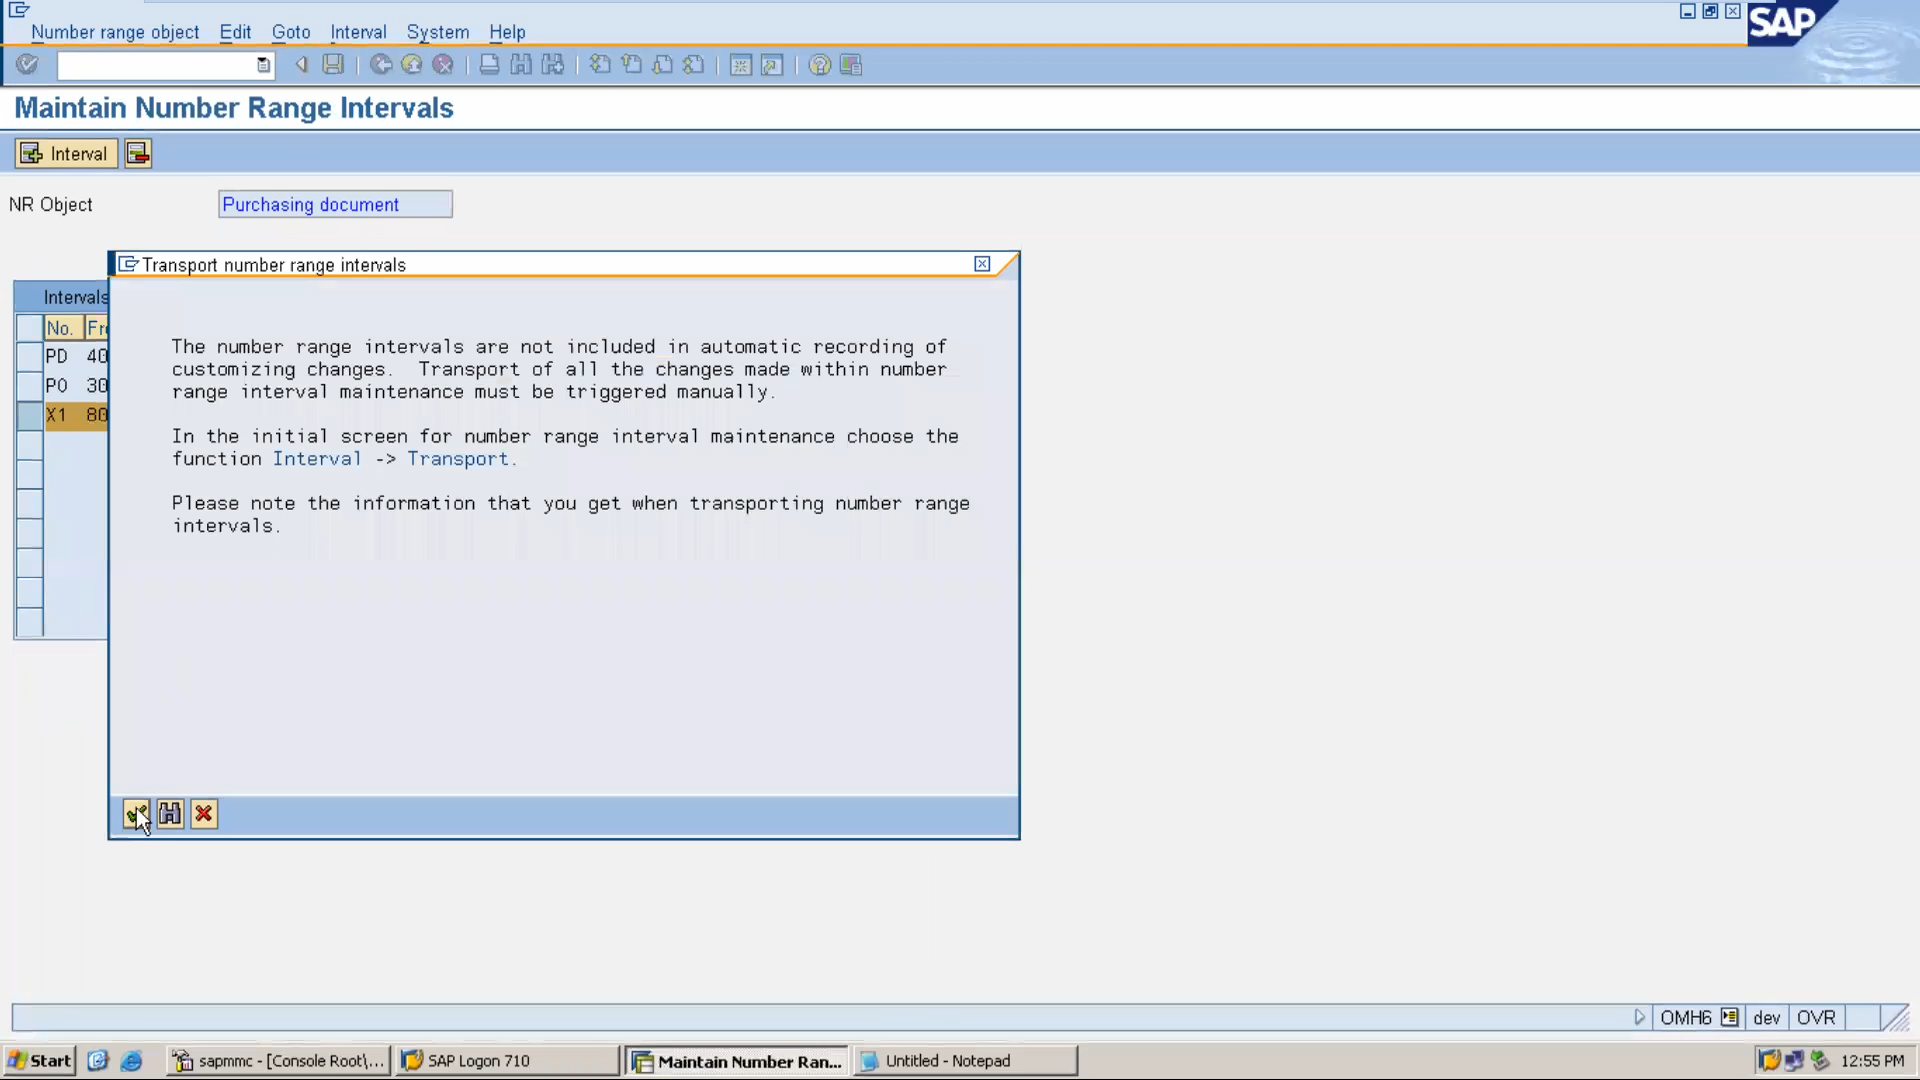 Number range object Edit Goto Interval System Help
SAP
Maintain Number Range Intervals
Interval
NR Object Purchasing document
Transport number range intervals
Intervals
No. Fr
PD 40
PO 30
X1 80
The number range intervals are not included in automatic recording of
customizing changes. Transport of all the changes made within number
range interval maintenance must be triggered manually.
In the initial screen for number range interval maintenance choose the
function Interval -> Transport.
Please note the information that you get when transporting number range
intervals.
OMH6 dev OVR
Start sapmmc - [Console Root\... SAP Logon 710 Maintain Number Ran... Untitled - Notepad 12:55 PM